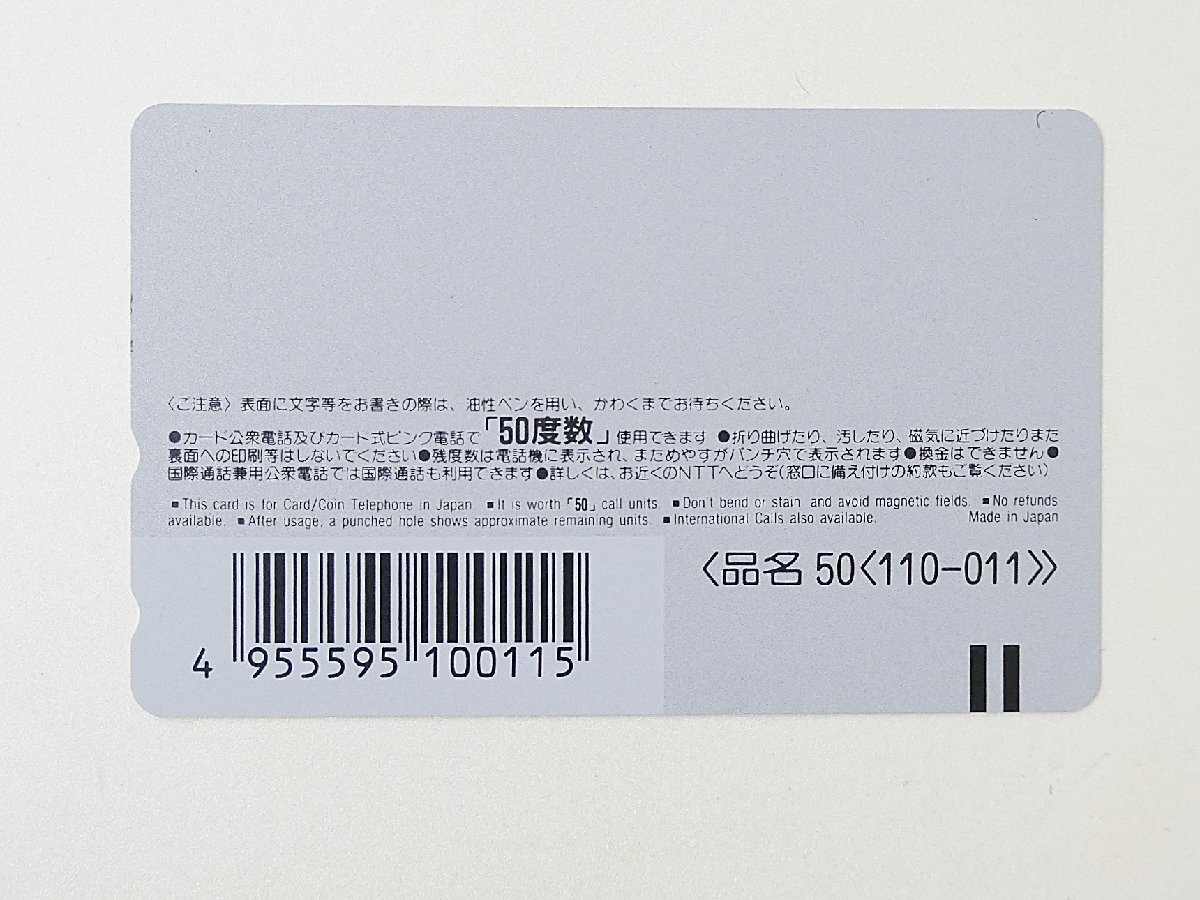 〈ご注意〉表面に文字等をお書きの際は、油性ペンを用い、かわくまでお待ちください。
●カード公衆電話及びカード式ピンク電話で「50度数」使用できます ●折り曲げたり、汚したり、磁気に近づけたりまた
裏面への印刷等はしないでください●残度数は電話機に表示され、まためやすがパンチ穴で表示されます●換金はできません●
国際通話兼用公衆電話では国際通話も利用できます●詳しくは、お近くのNTTへどうぞ(窓口に備え付けの約款もご覧ください)
■This card is for Card/Coin Telephone in Japan ■It is worth「50」call units. ■Don't bend or stain, and avoid magnetic fields. ■No refunds
available. ■After usage, a punched hole shows approximate remaining units. ■International Calls also available. Made in Japan
〈品名 50〈110-011〉〉
4 955595 100115